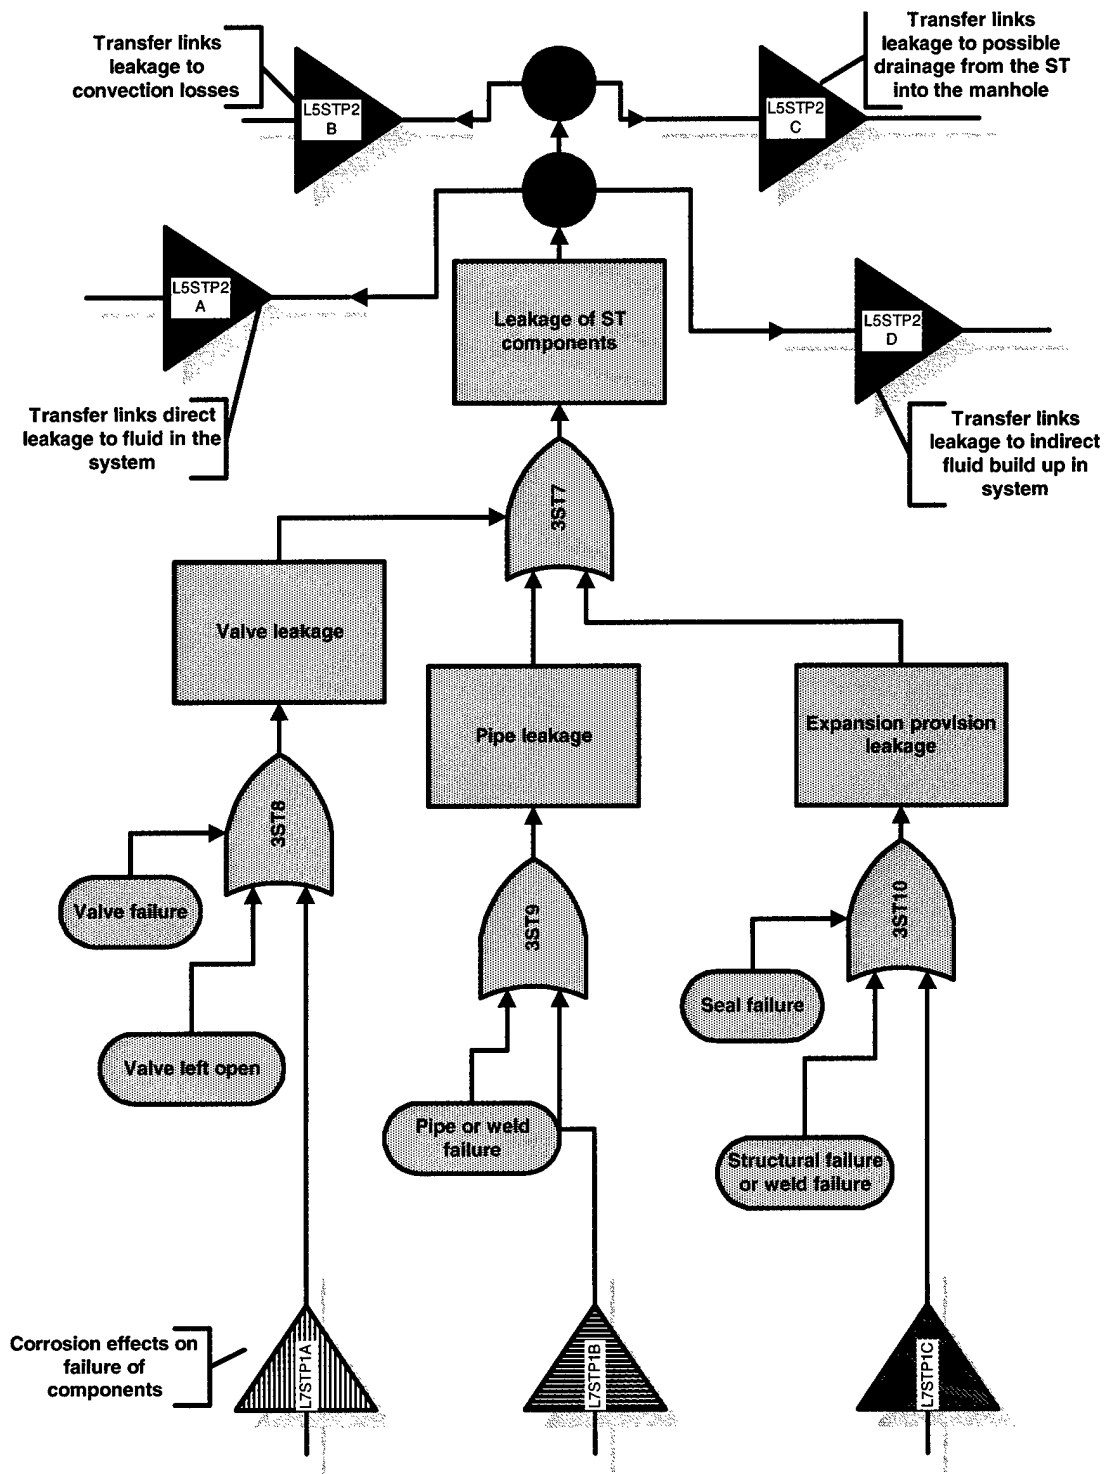 Transfer links
leakage to
convection losses
L5STP2
B
L5STP2
C
Transfer links
leakage to possible
drainage from the ST
into the manhole
L5STP2
A
Leakage of ST
components
L5STP2
D
Transfer links direct
leakage to fluid in the
system
Transfer links
leakage to indirect
fluid build up in
system
3ST7
Valve leakage
Pipe leakage
Expansion provision
leakage
3ST8
Valve failure
3ST9
3ST10
Seal failure
Valve left open
Pipe or weld
failure
Structural failure
or weld failure
Corrosion effects on
failure of
components
L7STP1A
L7STP1B
L7STP1C